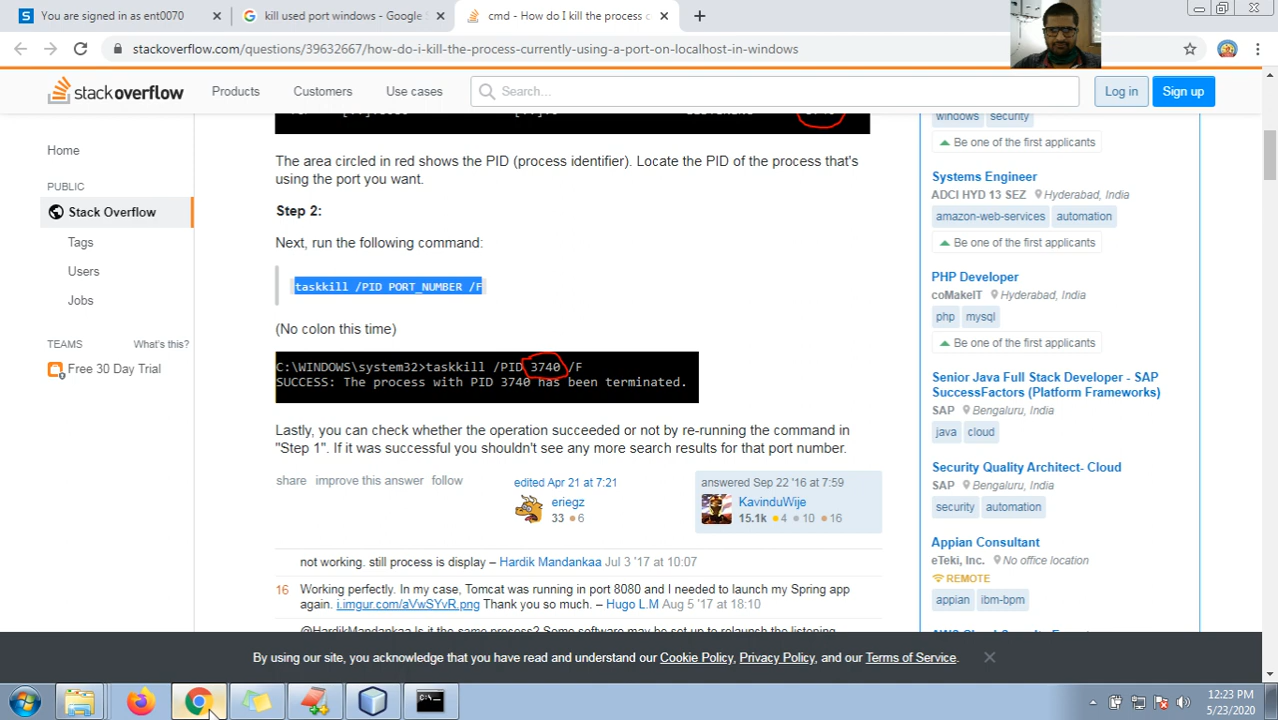 You are signed as ent0070
kill used port windows - Google S
cmd - How do I kill the process c
stackoverflow.com/questions/39632667/how-do-i-kill-the-process-currently-using-a-port-on-localhost-in-windows
stackoverflow
Products
Customers
Use cases
Search...
Log in
Sign up
Home
PUBLIC
Stack Overflow
Tags
Users
Jobs
TEAMS
What's this?
Free 30 Day Trial
The area circled in red shows the PID (process identifier). Locate the PID of the process that's
using the port you want.
Step 2:
Next, run the following command:
taskkill /PID PORT_NUMBER /F
(No colon this time)
C:\WINDOWS\system32>taskkill /PID 3740 /F
SUCCESS: The process with PID 3740 has been terminated.
Lastly, you can check whether the operation succeeded or not by re-running the command in
"Step 1". If it was successful you shouldn't see any more search results for that port number.
share improve this answer follow
edited Apr 21 at 7:21
eriegz
33 6
answered Sep 22 '16 at 7:59
KavinduWije
15.1k 4 10 16
not working. still process is display – Hardik Mandankaa Jul 3 '17 at 10:07
16 Working perfectly. In my case, Tomcat was running in port 8080 and I needed to launch my Spring app
again. i.imgur.com/aVwSYvR.png Thank you so much. – Hugo L.M Aug 5 '17 at 18:10
@HardikMandankaa Is it the same process? Some software may be set up to relaunch the listening
windows security
Be one of the first applicants
Systems Engineer
ADCI HYD 13 SEZ Hyderabad, India
amazon-web-services automation
Be one of the first applicants
PHP Developer
coMakeIT Hyderabad, India
php mysql
Be one of the first applicants
Senior Java Full Stack Developer - SAP
SuccessFactors (Platform Frameworks)
SAP Bengaluru, India
java cloud
Security Quality Architect- Cloud
SAP Bengaluru, India
security automation
Appian Consultant
eTeki, Inc. No office location
REMOTE
appian ibm-bpm
By using our site, you acknowledge that you have read and understand our Cookie Policy, Privacy Policy, and our Terms of Service.
12:23 PM
5/23/2020